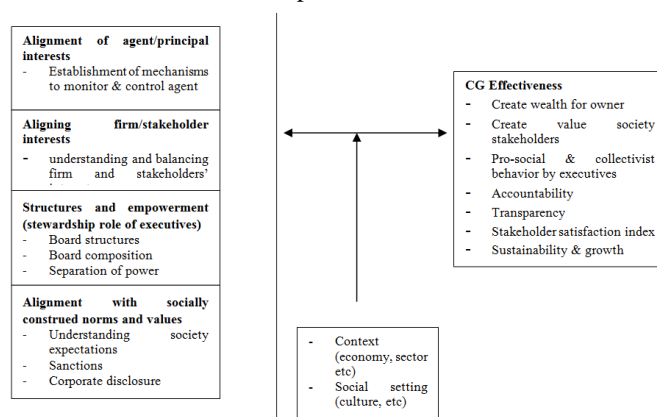 Alignment of agent/principal
interests
- Establishment of mechanisms
to monitor & control agent
Aligning firm/stakeholder
interests
- understanding and balancing
firm and stakeholders'
Structures and empowerment
(stewardship role of executives)
- Board structures
- Board composition
- Separation of power
Alignment with socially
construed norms and values
- Understanding society
expectations
- Sanctions
- Corporate disclosure
CG Effectiveness
- Create wealth for owner
- Create value society
stakeholders
- Pro-social & collectivist
behavior by executives
- Accountability
- Transparency
- Stakeholder satisfaction index
- Sustainability & growth
- Context
(economy, sector
etc)
- Social setting
(culture, etc)